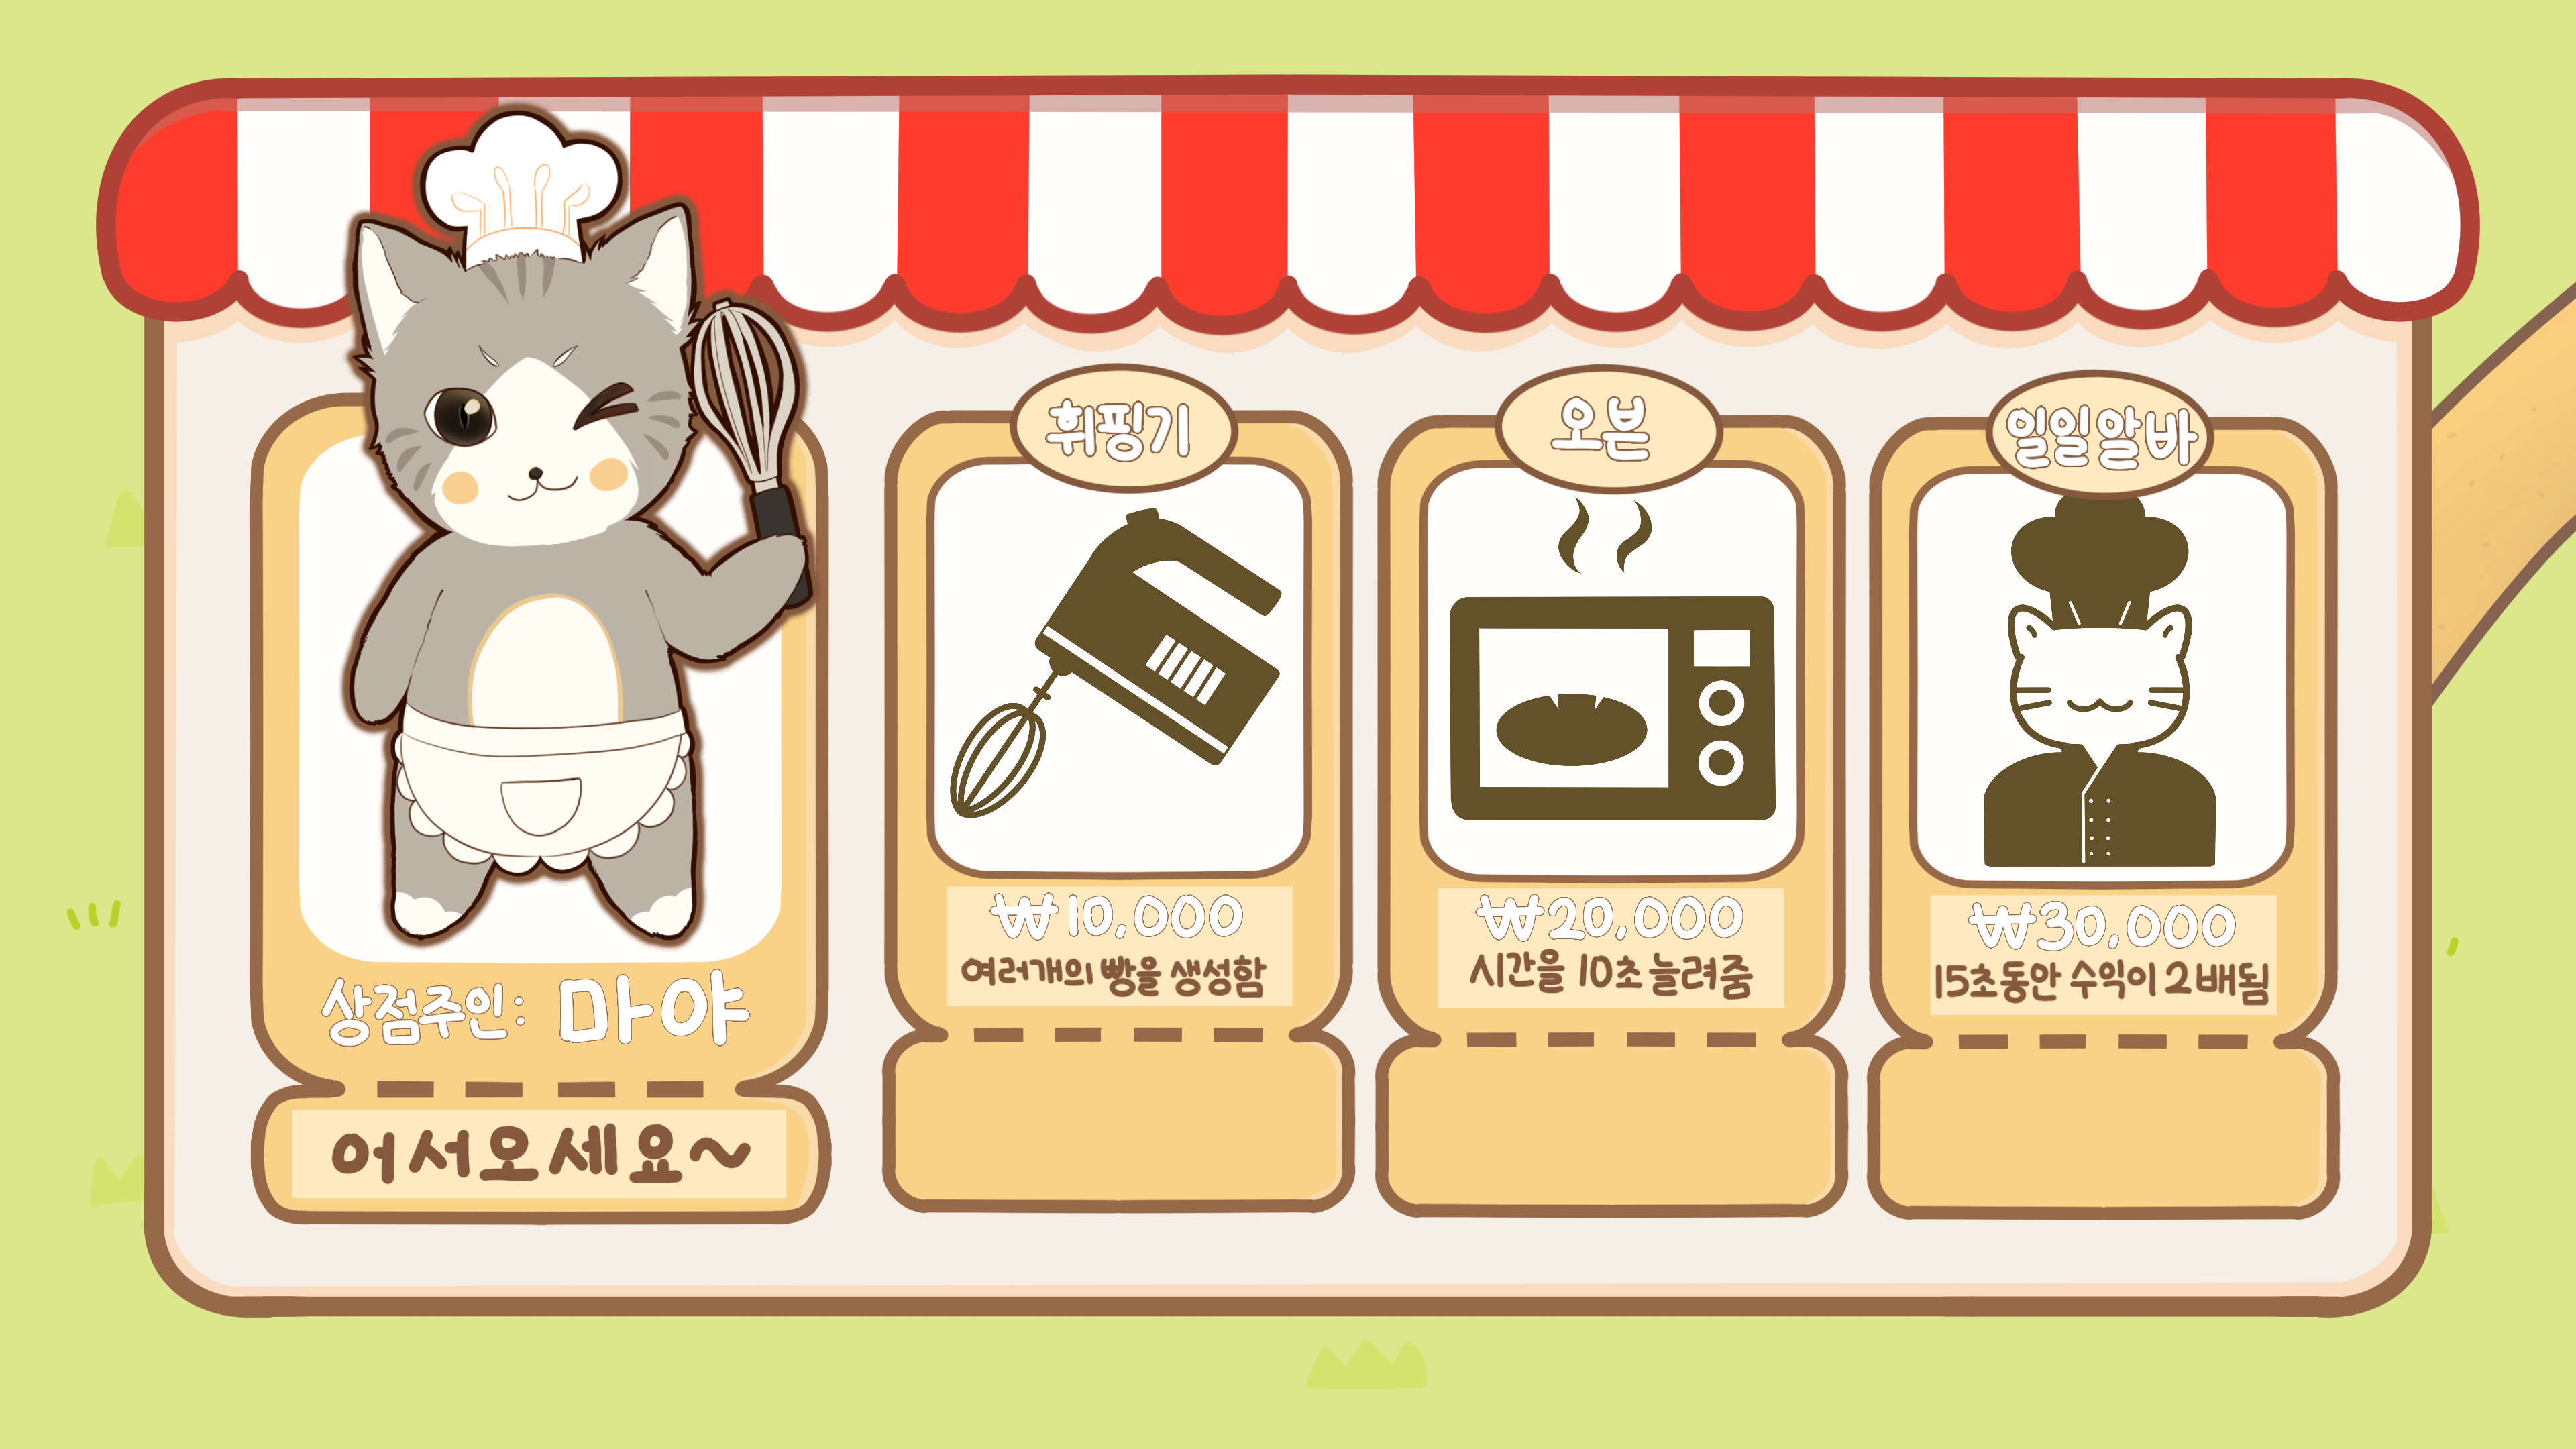 상점주인: 마야
어서오세요~
휘핑기
₩10,000
여러개의 빵을 생성함
오븐
₩20,000
시간을 10초 늘려줌
일일알바
₩30,000
15초동안 수익이 2배됨